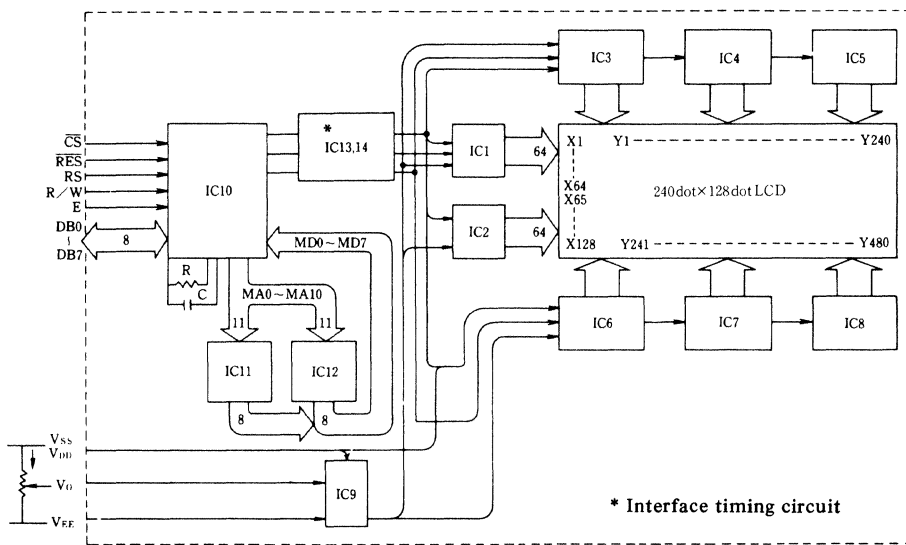 IC3
IC4
IC5
*
IC13,14
CS
RES
RS
R/W
E
DB0
~
DB7
8
IC10
IC1
64
IC2
64
X1
Y1
Y240
X64
X65
240dot×128dot LCD
X128
Y241
Y480
MD0~MD7
R
C
MA0~MA10
11
11
IC11
IC12
8
8
IC6
IC7
IC8
VSS
VDD
VO
VEE
IC9
* Interface timing circuit